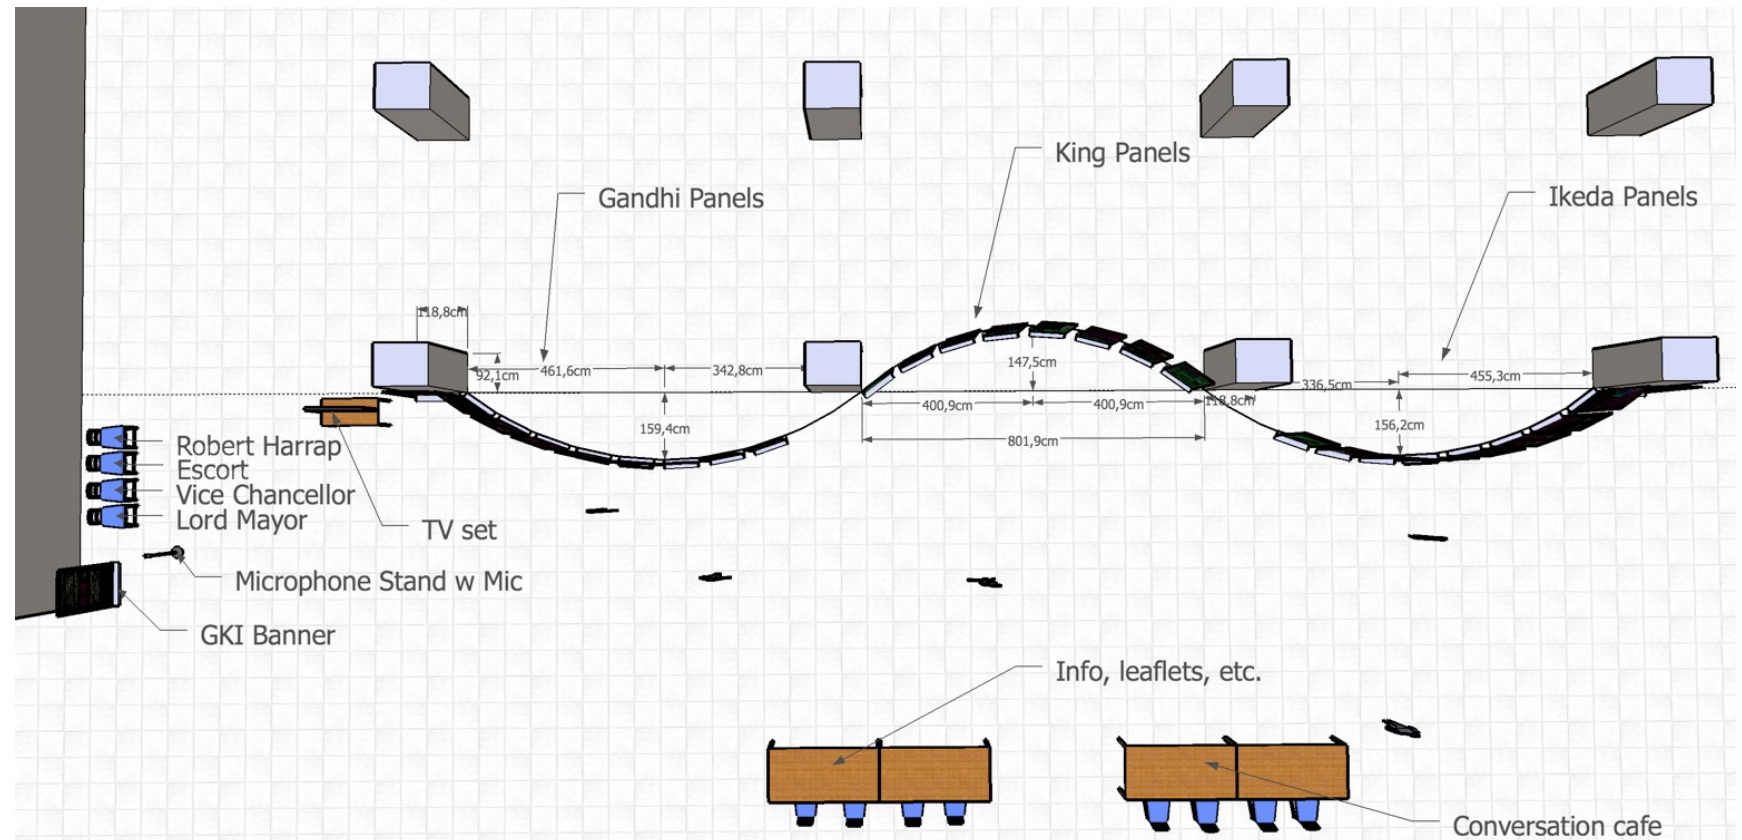 King Panels
Gandhi Panels
Ikeda Panels
118,8cm
92,1cm
461,6cm
342,8cm
147,5cm
336,5cm
455,3cm
400,9cm
400,9cm
118,8cm
159,4cm
801,9cm
156,2cm
Robert Harrap
Escort
Vice Chancellor
Lord Mayor
TV set
Microphone Stand w Mic
GKI Banner
Info, leaflets, etc.
Conversation cafe